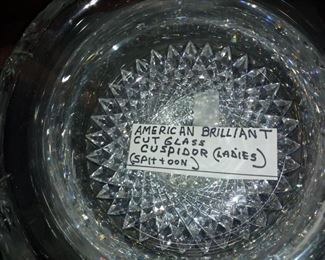 AMERICAN BRILLIANT
CUT GLASS
CUSPIDOR (LADIES)
(SPITTOON)